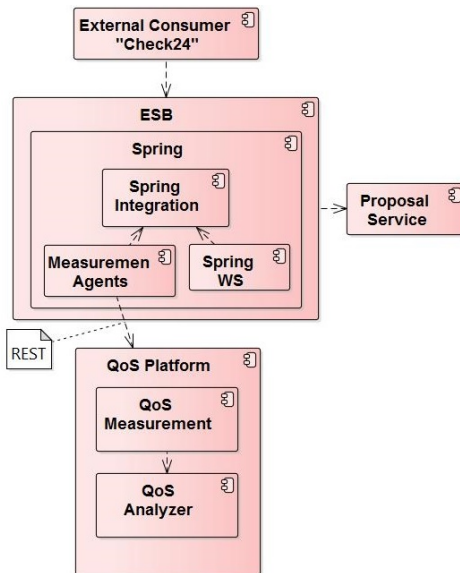 External Consumer
"Check24"
ESB
Spring
Spring
Integration
Proposal
Service
Measuremen
Agents
Spring
WS
REST
QoS Platform
QoS
Measurement
QoS
Analyzer